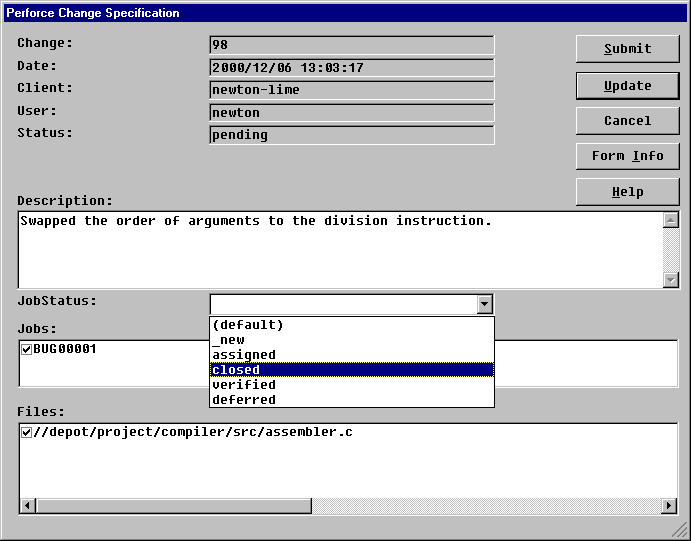 Perforce Change Specification
Change: 98
Submit
Date: 2000/12/06 13:03:17
Client: newton-lime
Update
User: newton
Cancel
Status: pending
Form Info
Help
Description:
Swapped the order of arguments to the division instruction.
JobStatus:
(default)
_new
assigned
closed
verified
deferred
Jobs:
BUG00001
Files:
//depot/project/compiler/src/assembler.c